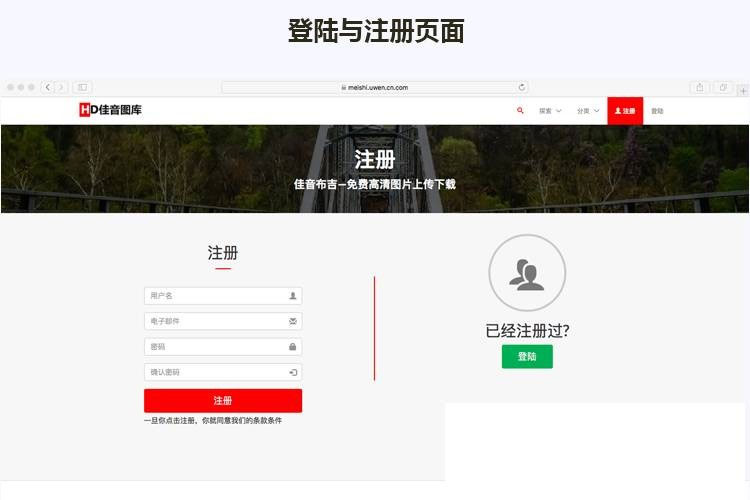 登陆与注册页面
meishi.uwen.cn.com
HD佳音图库
探索
分类
注册
登陆
注册
佳音布吉—免费高清图片上传下载
注册
用户名
电子邮件
密码
确认密码
注册
一旦你点击注册，你就同意我们的条款条件
已经注册过?
登陆